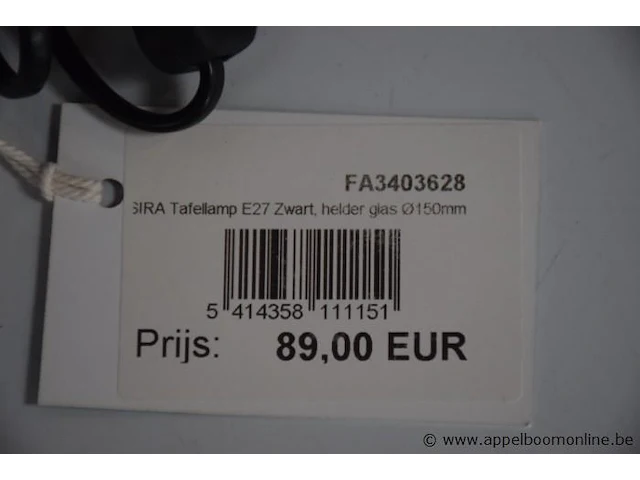 FA3403628
SIRA Tafellamp E27 Zwart, helder glas Ø150mm
5 414358 111151
Prijs: 89,00 EUR
© www.appelboomonline.be